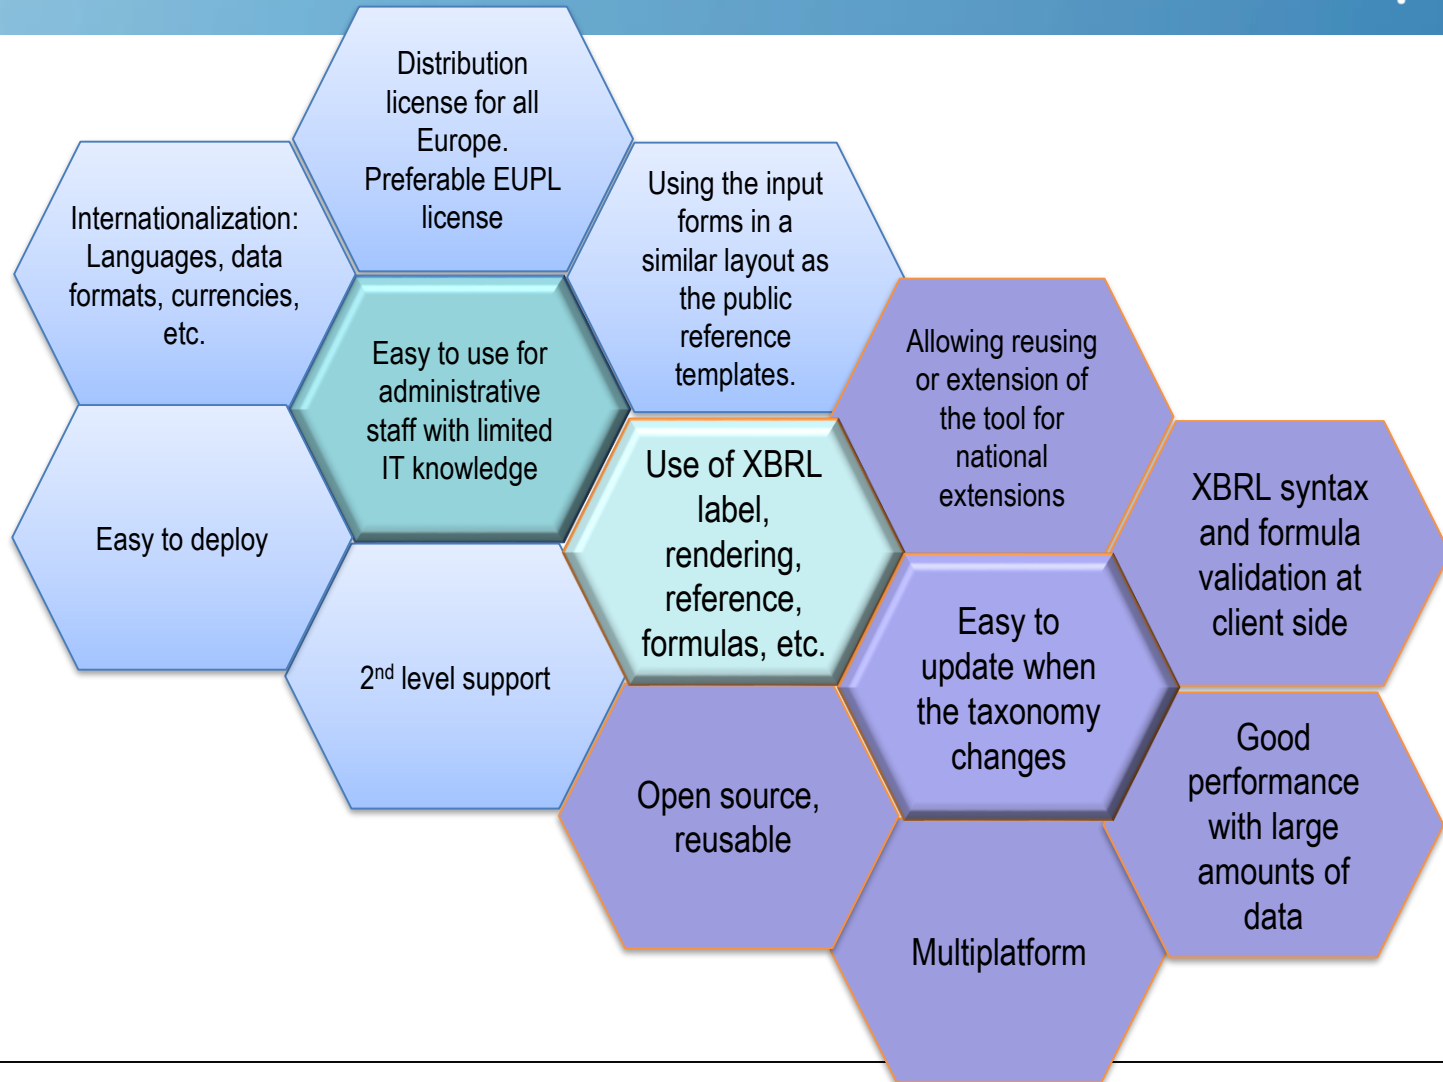 Distribution
license for all
Europe.
Preferable EUPL
license
Internationalization:
Languages, data
formats, currencies,
etc.
Using the input
forms in a
similar layout as
the public
reference
templates.
Easy to use for
administrative
staff with limited
IT knowledge
Allowing reusing
or extension of
the tool for
national
extensions
Easy to deploy
Use of XBRL
label,
rendering,
reference,
formulas, etc.
XBRL syntax
and formula
validation at
client side
2nd level support
Easy to
update when
the taxonomy
changes
Open source,
reusable
Good
performance
with large
amounts of
data
Multiplatform